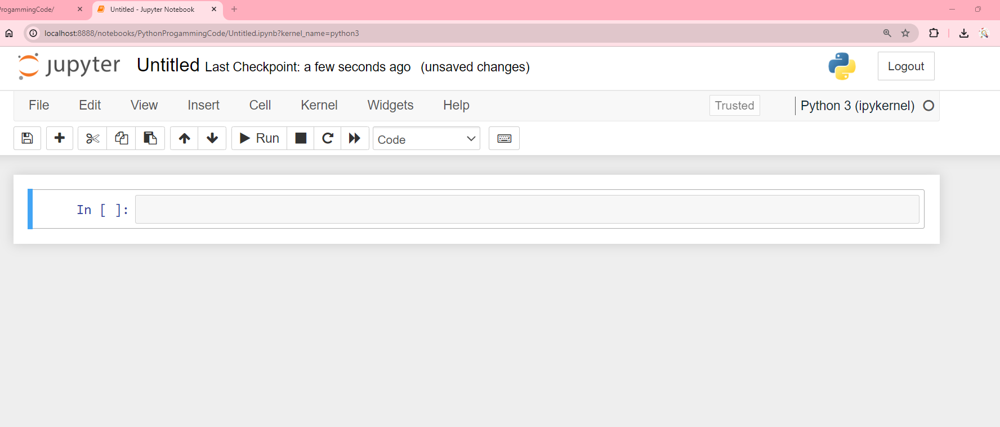 ProgammingCode/
Untitled - Jupyter Notebook
localhost:8888/notebooks/PythonProgammingCode/Untitled.ipynb?kernel_name=python3
jupyter Untitled Last Checkpoint: a few seconds ago (unsaved changes) Logout
File Edit View Insert Cell Kernel Widgets Help Trusted Python 3 (ipykernel)
Run Code
In [ ]: